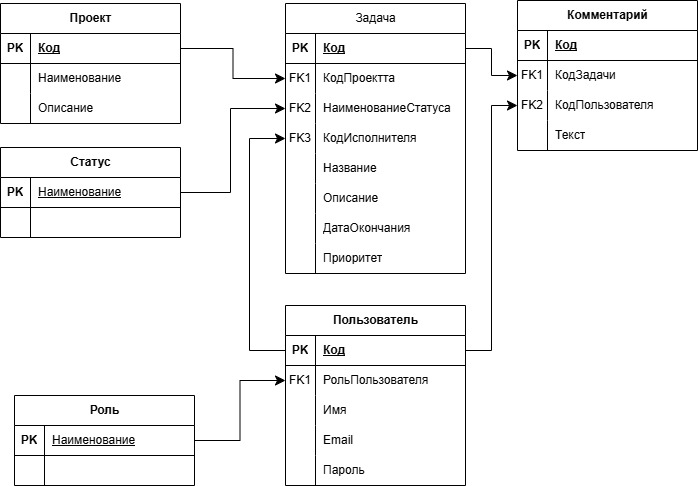 Проект
PK Код
Наименование
Описание
Статус
PK Наименование
Задача
PK Код
FK1 КодПроектта
FK2 НаименованиеСтатуса
FK3 КодИсполнителя
Название
Описание
ДатаОкончания
Приоритет
Комментарий
PK Код
FK1 КодЗадачи
FK2 КодПользователя
Текст
Пользователь
PK Код
FK1 РольПользователя
Имя
Email
Пароль
Роль
PK Наименование